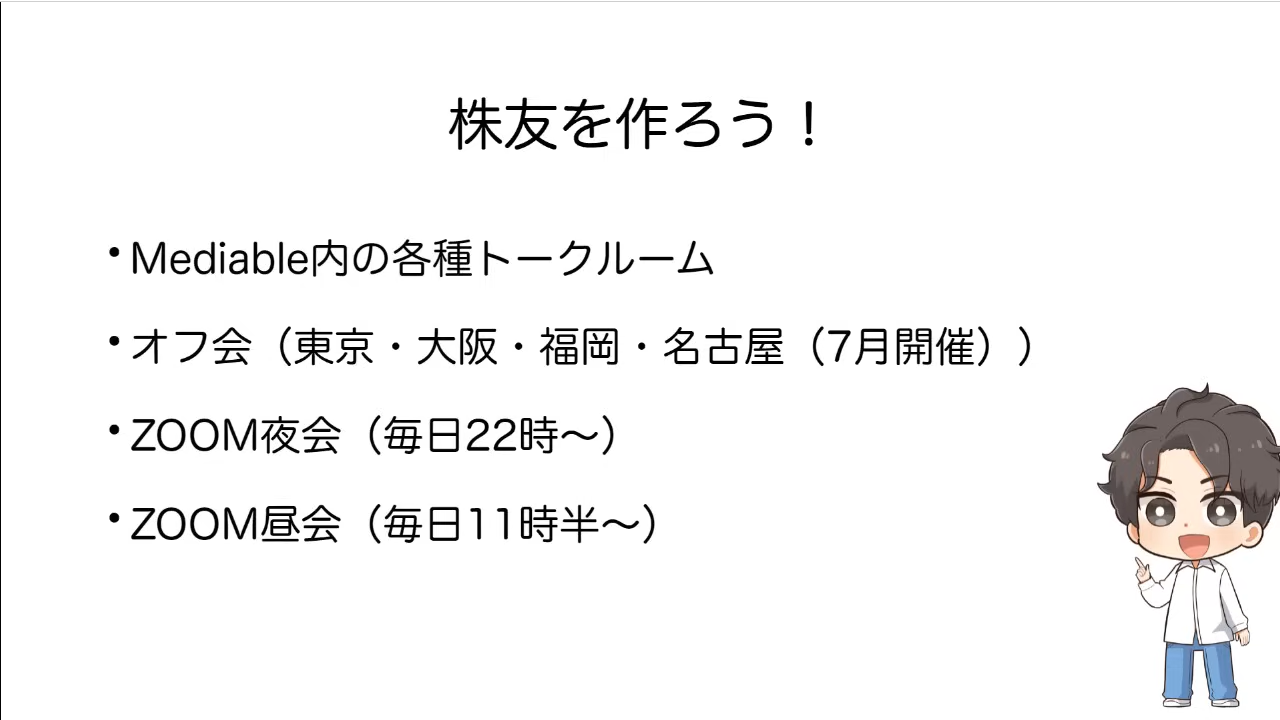 株友を作ろう！
・Mediable内の各種トークルーム
・オフ会（東京・大阪・福岡・名古屋（7月開催））
・ZOOM夜会（毎日22時〜）
・ZOOM昼会（毎日11時半〜）